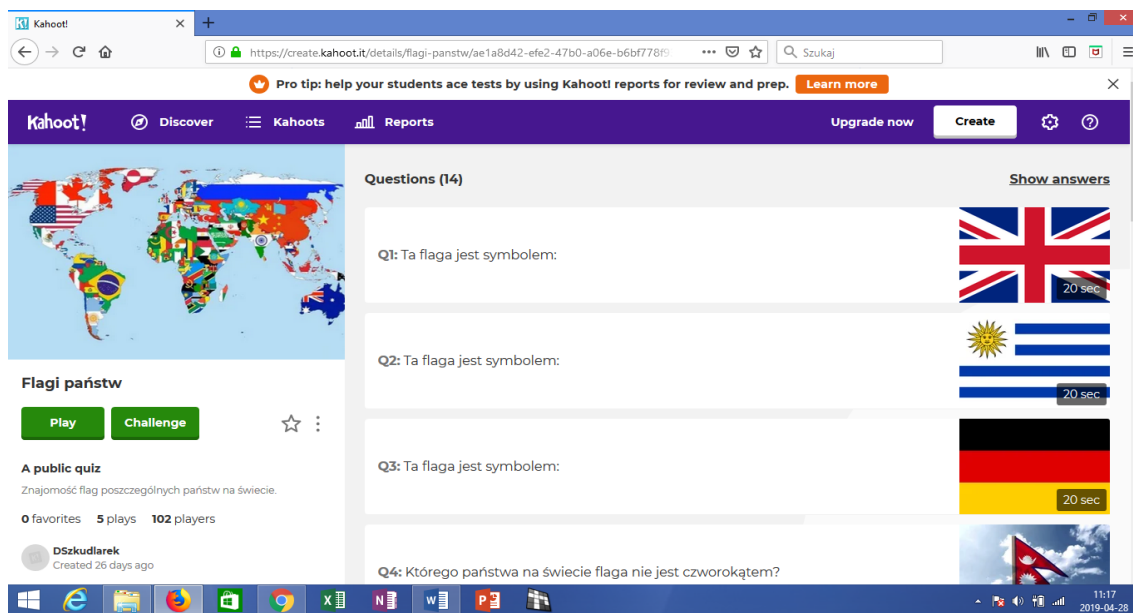 Kahoot!
https://create.kahoot.it/details/flagi-panstw/ae1a8d42-efe2-47b0-a06e-b6bf778f9
Szukaj
Pro tip: help your students ace tests by using Kahoot! reports for review and prep. Learn more
Kahoot! Discover Kahoots Reports Upgrade now Create
Questions (14) Show answers
Q1: Ta flaga jest symbolem:
20 sec
Q2: Ta flaga jest symbolem:
20 sec
Flagi państw
Play Challenge
Q3: Ta flaga jest symbolem:
20 sec
A public quiz
Znajomość flag poszczególnych państw na świecie.
0 favorites 5 plays 102 players
DSzkudlarek
Created 26 days ago
Q4: Którego państwa na świecie flaga nie jest czworokątem?
11:17
2019-04-28